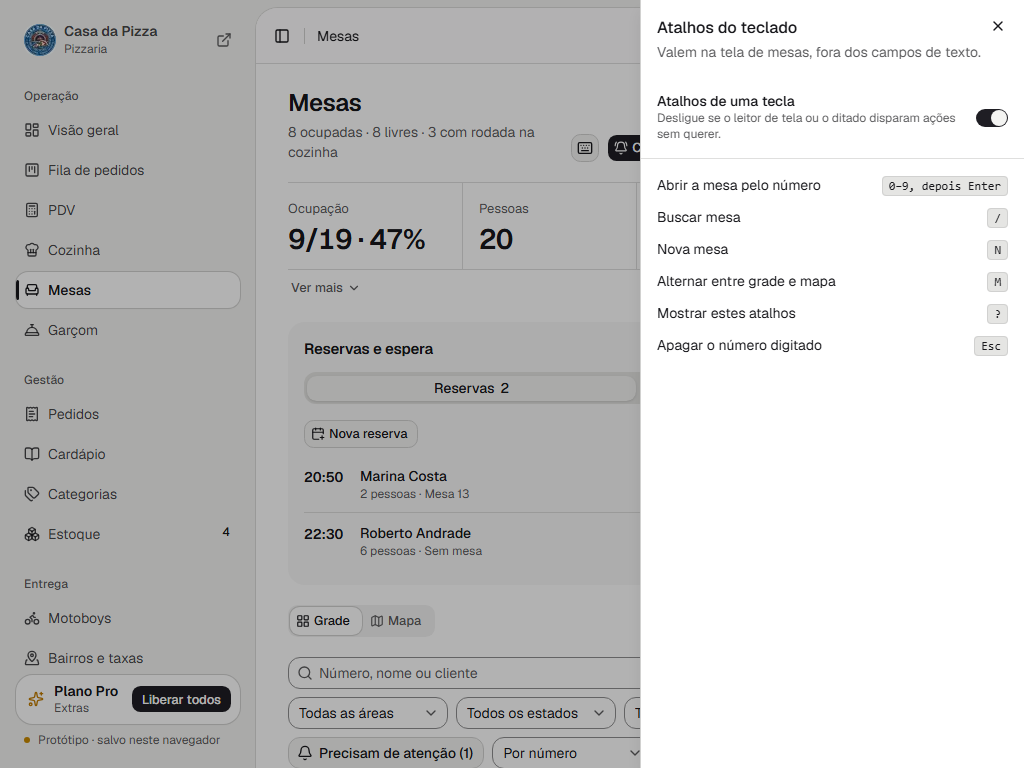 Casa da Pizza
Pizzaria
Operação
Visão geral
Fila de pedidos
PDV
Cozinha
Mesas
Garçom
Gestão
Pedidos
Cardápio
Categorias
Estoque 4
Entrega
Motoboys
Bairros e taxas
Plano Pro
Extras
Liberar todos
Protótipo · salvo neste navegador
Mesas
Mesas
8 ocupadas · 8 livres · 3 com rodada na
cozinha
Ocupação
9/19 · 47%
Pessoas
20
Ver mais
Reservas e espera
Reservas 2
Nova reserva
20:50 Marina Costa
2 pessoas · Mesa 13
22:30 Roberto Andrade
6 pessoas · Sem mesa
Grade Mapa
Número, nome ou cliente
Todas as áreas Todos os estados
Precisam de atenção (1) Por número
Atalhos do teclado
Valem na tela de mesas, fora dos campos de texto.
Atalhos de uma tecla
Desligue se o leitor de tela ou o ditado disparam ações
sem querer.
Abrir a mesa pelo número 0–9, depois Enter
Buscar mesa /
Nova mesa N
Alternar entre grade e mapa M
Mostrar estes atalhos ?
Apagar o número digitado Esc